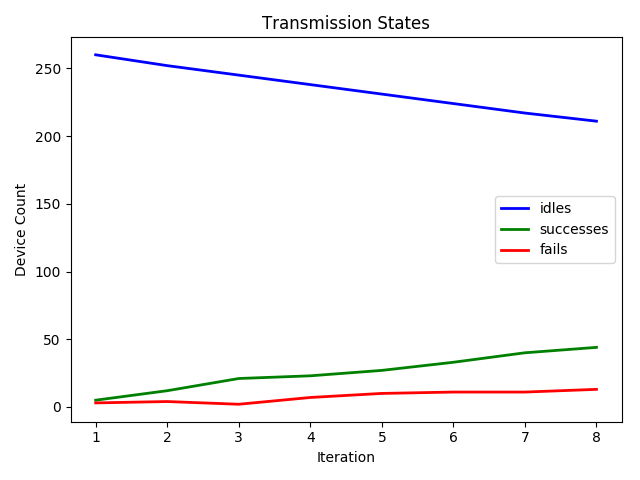 Transmission States
Device Count
250
200
150
100
50
0
idles
successes
fails
1 2 3 4 5 6 7 8
Iteration